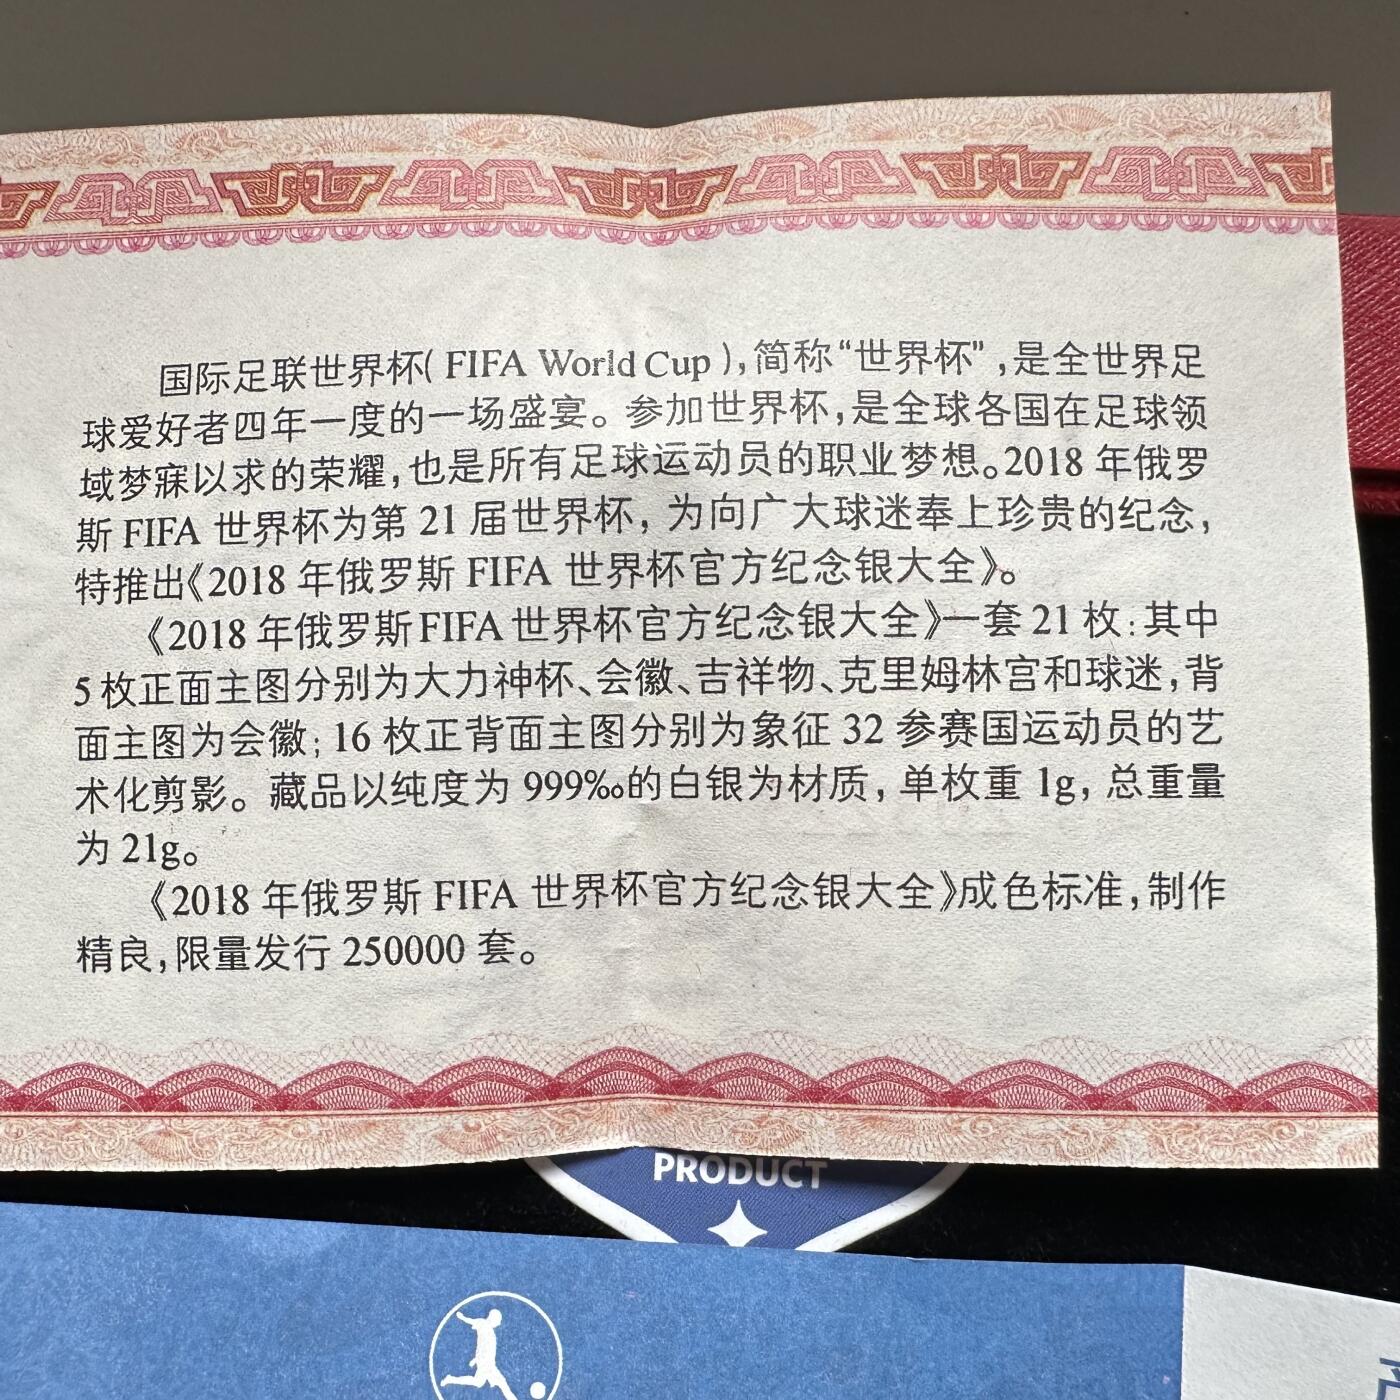 国际足联世界杯( FIFA World Cup ),简称“世界杯”,是全世界足
球爱好者四年一度的一场盛宴。参加世界杯,是全球各国在足球领
域梦寐以求的荣耀,也是所有足球运动员的职业梦想。2018 年俄罗
斯 FIFA 世界杯为第 21 届世界杯, 为向广大球迷奉上珍贵的纪念,
特推出《2018 年俄罗斯 FIFA 世界杯官方纪念银大全》。
《2018 年俄罗斯 FIFA 世界杯官方纪念银大全》一套 21 枚:其中
5 枚正面主图分别为大力神杯、会徽、吉祥物、克里姆林宫和球迷,背
面主图为会徽; 16 枚正背面主图分别为象征 32 参赛国运动员的艺
术化剪影。藏品以纯度为 999‰的白银为材质, 单枚重 1g, 总重量
为 21g。
《2018 年俄罗斯 FIFA 世界杯官方纪念银大全》成色标准,制作
精良,限量发行 250000 套。
PRODUCT